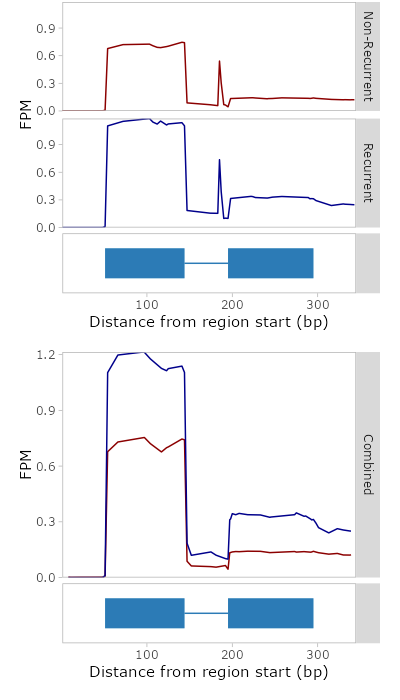 0.9
0.6
0.3
0.0
Non-Recurrent
FPM
0.9
0.6
0.3
0.0
Recurrent
100 200 300
Distance from region start (bp)
1.2
0.9
0.6
0.3
0.0
FPM
Combined
100 200 300
Distance from region start (bp)